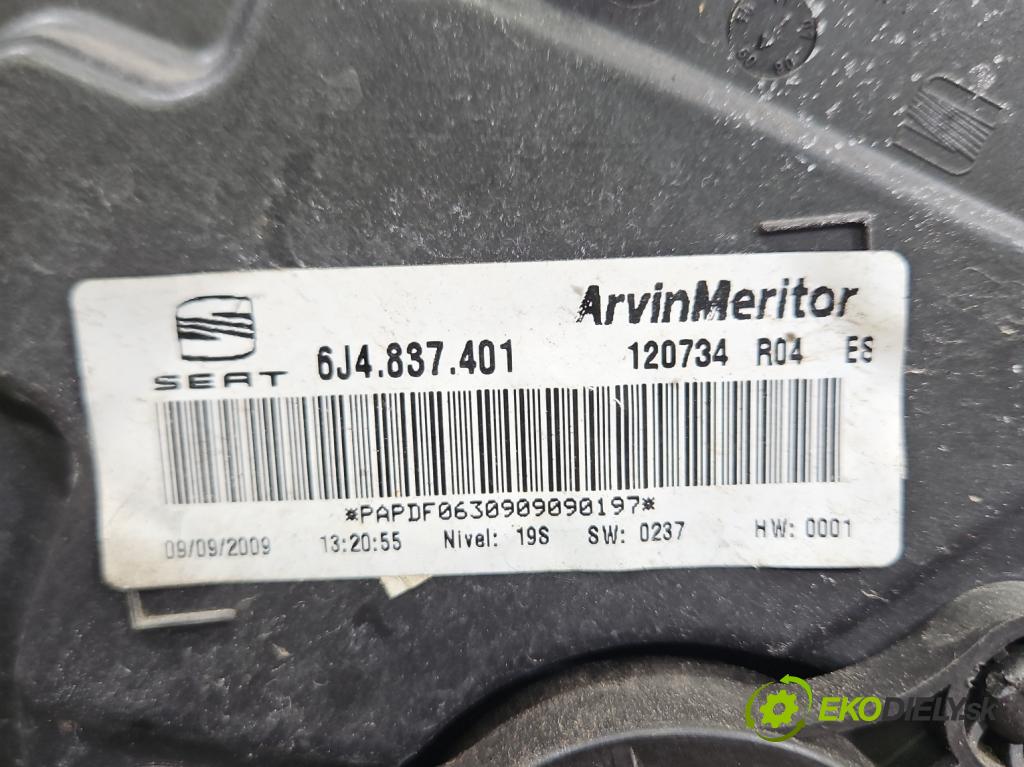 ArvinMeritor
SEAT 6J4.837.401 120734 R04 ES
*PAPDF0630909090197*
09/09/2009 13:20:55 Nivel: 19S SW: 0237 HW: 0001
EKODIELY.sk